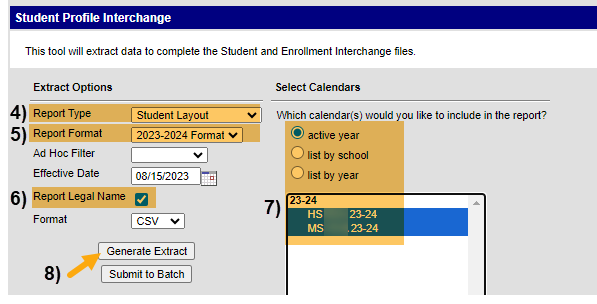 Student Profile Interchange
This tool will extract data to complete the Student and Enrollment Interchange files.
Extract Options
4) Report Type Student Layout
5) Report Format 2023-2024 Format
Ad Hoc Filter
Effective Date 08/15/2023
6) Report Legal Name
Format CSV
Generate Extract
8) Submit to Batch
Select Calendars
Which calendar(s) would you like to include in the report?
active year
list by school
list by year
7) 23-24
HS 23-24
MS 23-24